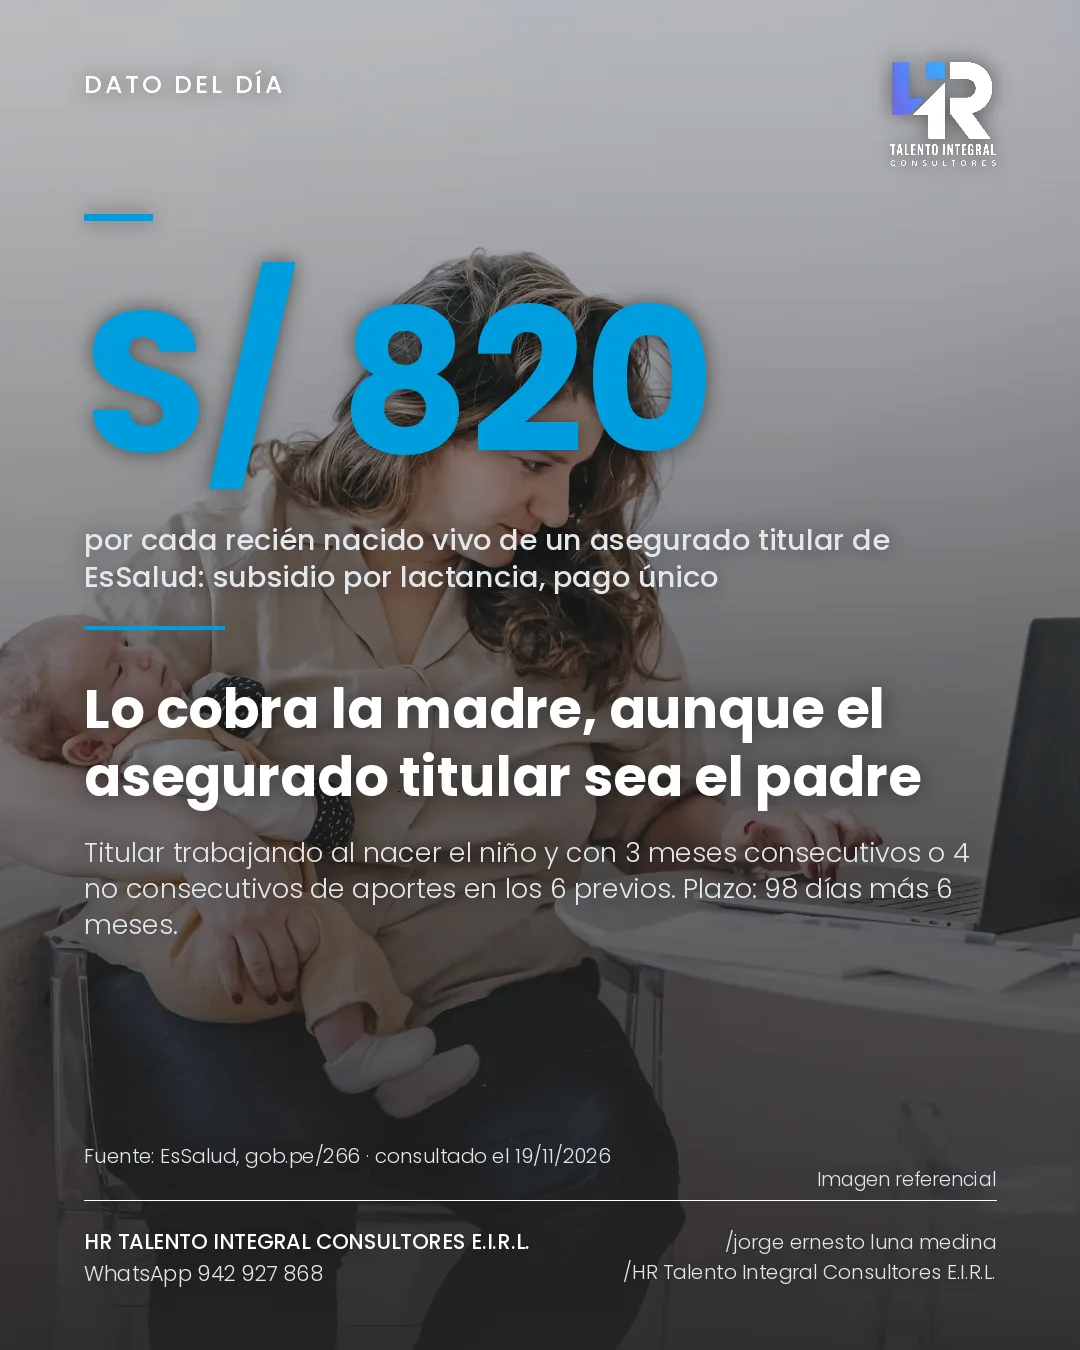 DATO DEL DÍA
HR
TALENTO INTEGRAL
CONSULTORES
S/ 820
por cada recién nacido vivo de un asegurado titular de
EsSalud: subsidio por lactancia, pago único
Lo cobra la madre, aunque el
asegurado titular sea el padre
Titular trabajando al nacer el niño y con 3 meses consecutivos o 4
no consecutivos de aportes en los 6 previos. Plazo: 98 días más 6
meses.
Fuente: EsSalud, gob.pe/266 · consultado el 19/11/2026
Imagen referencial
HR TALENTO INTEGRAL CONSULTORES E.I.R.L.
WhatsApp 942 927 868
/jorge ernesto luna medina
/HR Talento Integral Consultores E.I.R.L.